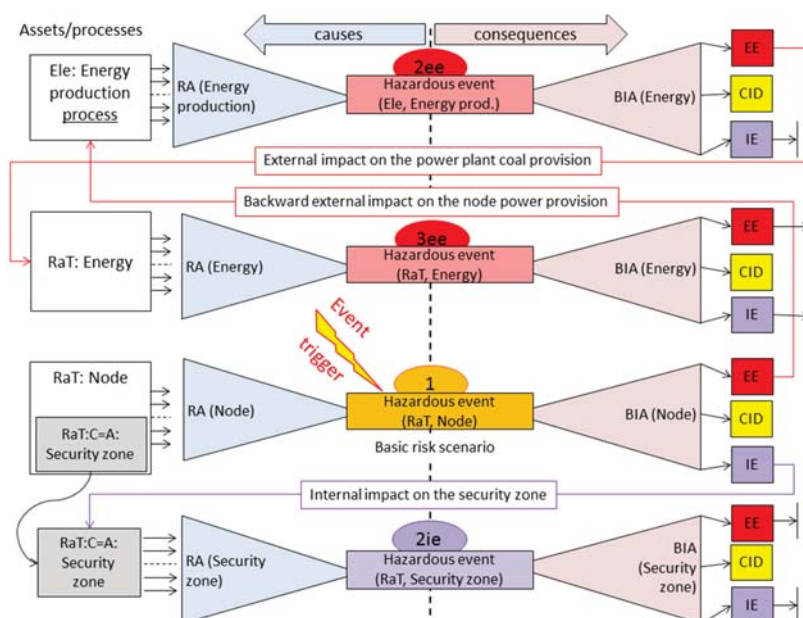 Assets/processes
causes
consequences
Ele: Energy
production
process
RA (Energy
production)
2ee
Hazardous event
(Ele, Energy prod.)
BIA (Energy)
EE
CID
IE
External impact on the power plant coal provision
Backward external impact on the node power provision
RaT: Energy
RA (Energy)
3ee
Hazardous event
(RaT, Energy)
BIA (Energy)
EE
CID
IE
Event
trigger
RaT: Node
RaT:C=A:
Security zone
RA (Node)
1
Hazardous event
(RaT, Node)
Basic risk scenario
BIA (Node)
EE
CID
IE
Internal impact on the security zone
RaT:C=A:
Security
zone
RA (Security
zone)
2ie
Hazardous event
(RaT, Security zone)
BIA
(Security
zone)
EE
CID
IE